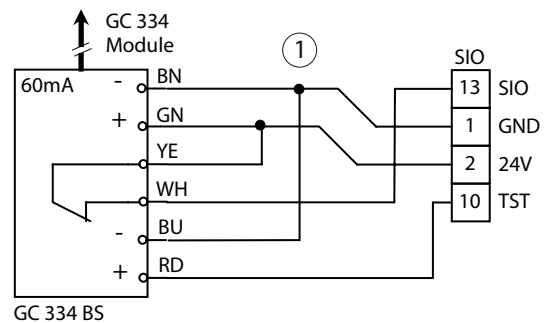 GC 334
Module
1
SIO
60mA
- BN
13 SIO
+ GN
1 GND
YE
2 24V
WH
10 TST
- BU
+ RD
GC 334 BS